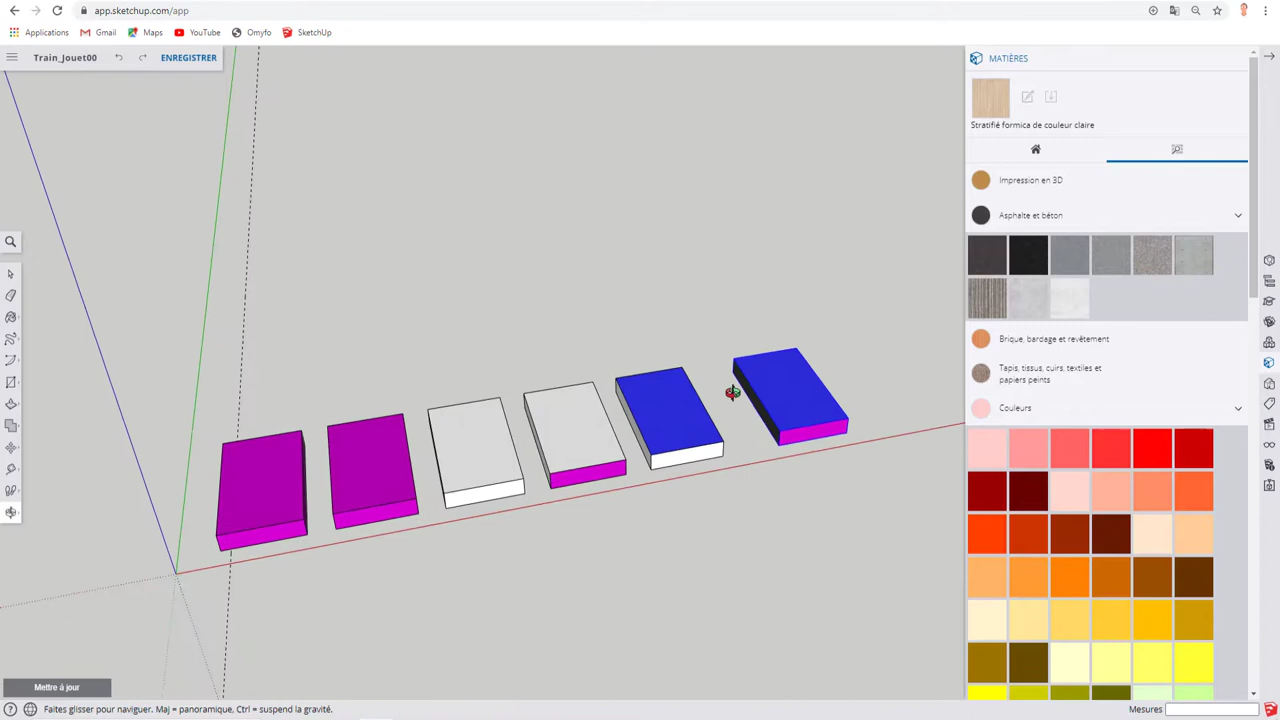 app.sketchup.com/app
Applications
Gmail
Maps
YouTube
Omyfo
SketchUp
Train_Jouet00
ENREGISTRER
MATIÈRES
Stratifié formica de couleur claire
Impression en 3D
Asphalte et béton
Brique, bardage et revêtement
Tapis, tissus, cuirs, textiles et
papiers peints
Couleurs
Mettre à jour
Faites glisser pour naviguer. Maj = panoramique, Ctrl = suspend la gravité.
Mesures